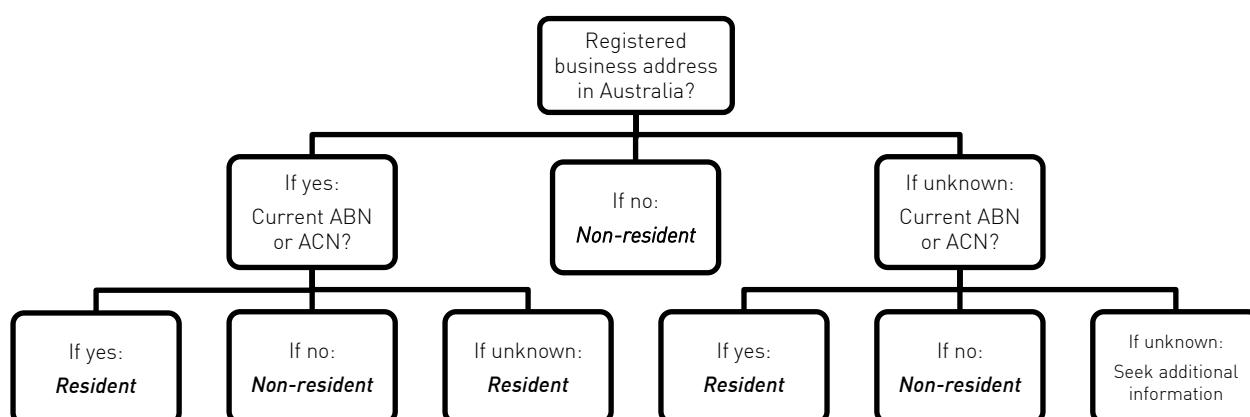 Registered
business address
in Australia?
If yes:
Current ABN
or ACN?
If no:
Non-resident
If unknown:
Current ABN
or ACN?
If yes:
Resident
If no:
Non-resident
If unknown:
Resident
If yes:
Resident
If no:
Non-resident
If unknown:
Seek additional
information